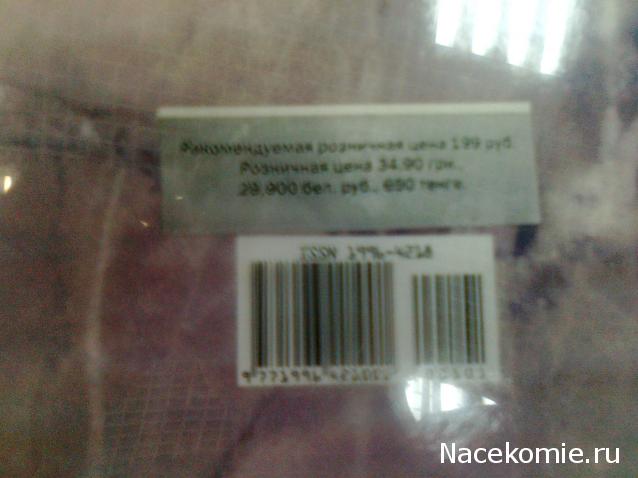 Рекомендуемая розничная цена 199 руб.
Розничная цена 34.90 грн.,
29,900 бел. руб., 690 тенге.
ISSN 1996-4218
Nacekomie.ru